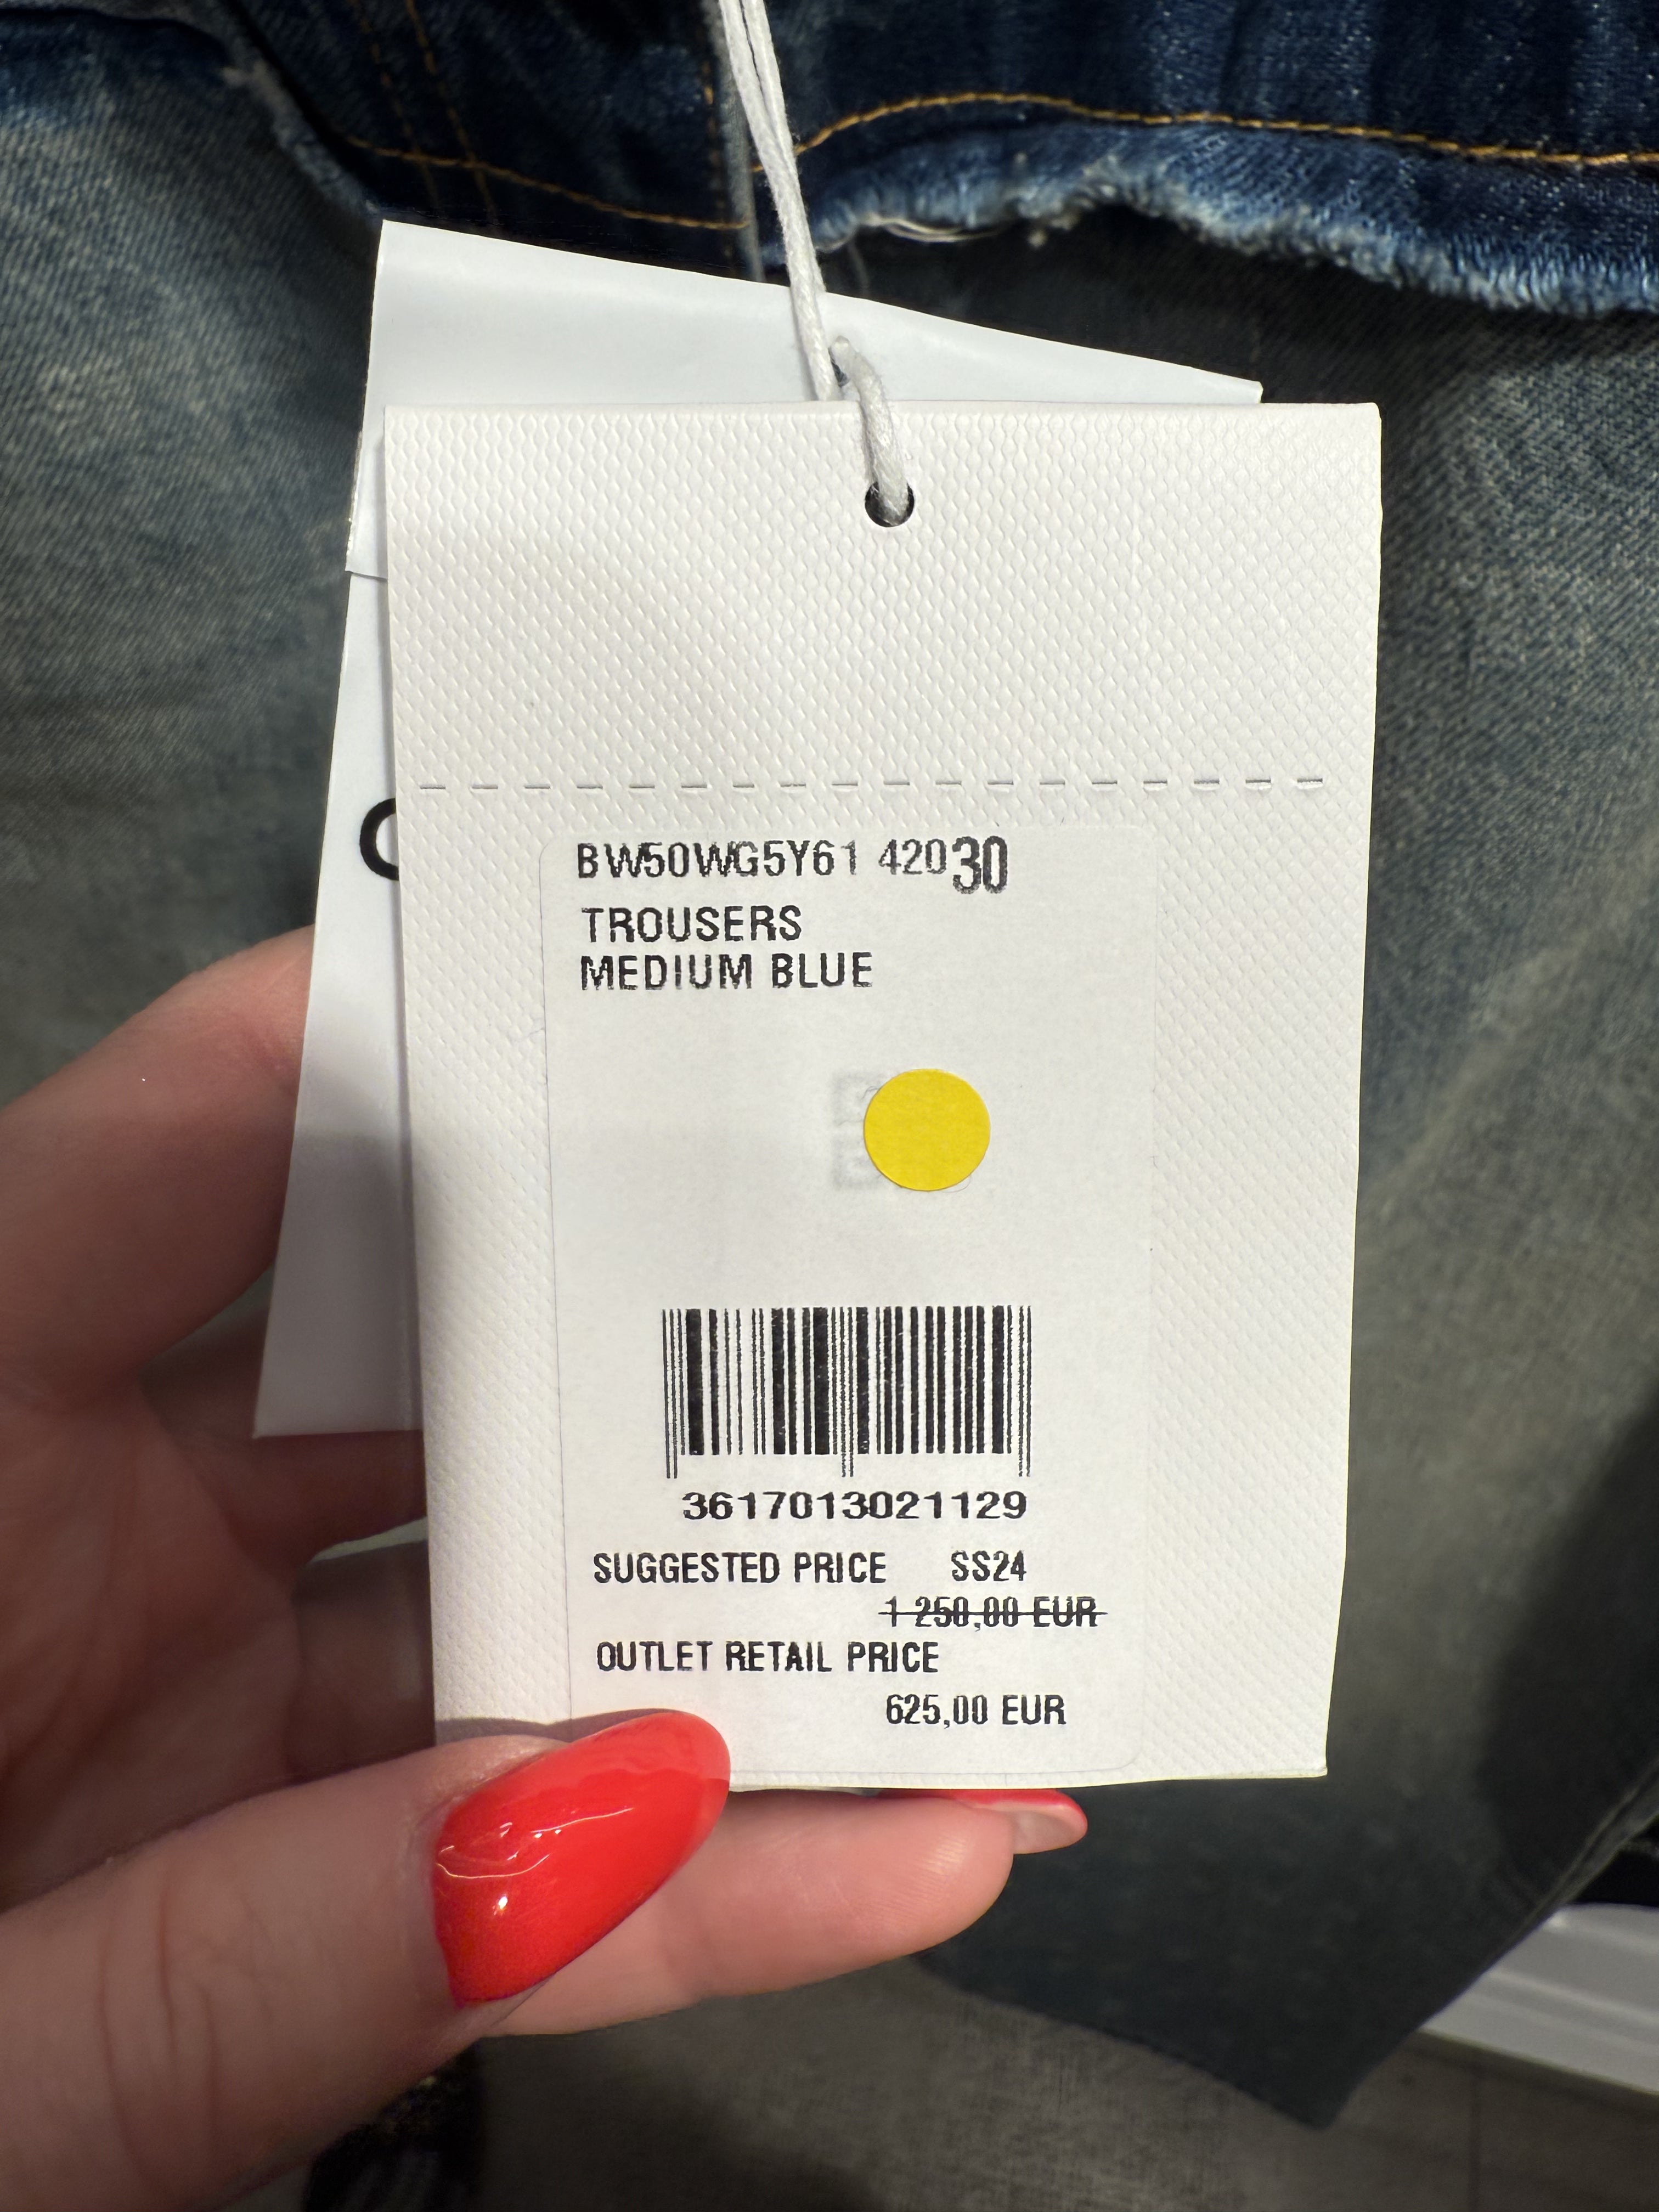 BW50WG5Y61 420 30
TROUSERS
MEDIUM BLUE
3617013021129
SUGGESTED PRICE SS24
1 250,00 EUR
OUTLET RETAIL PRICE
625,00 EUR